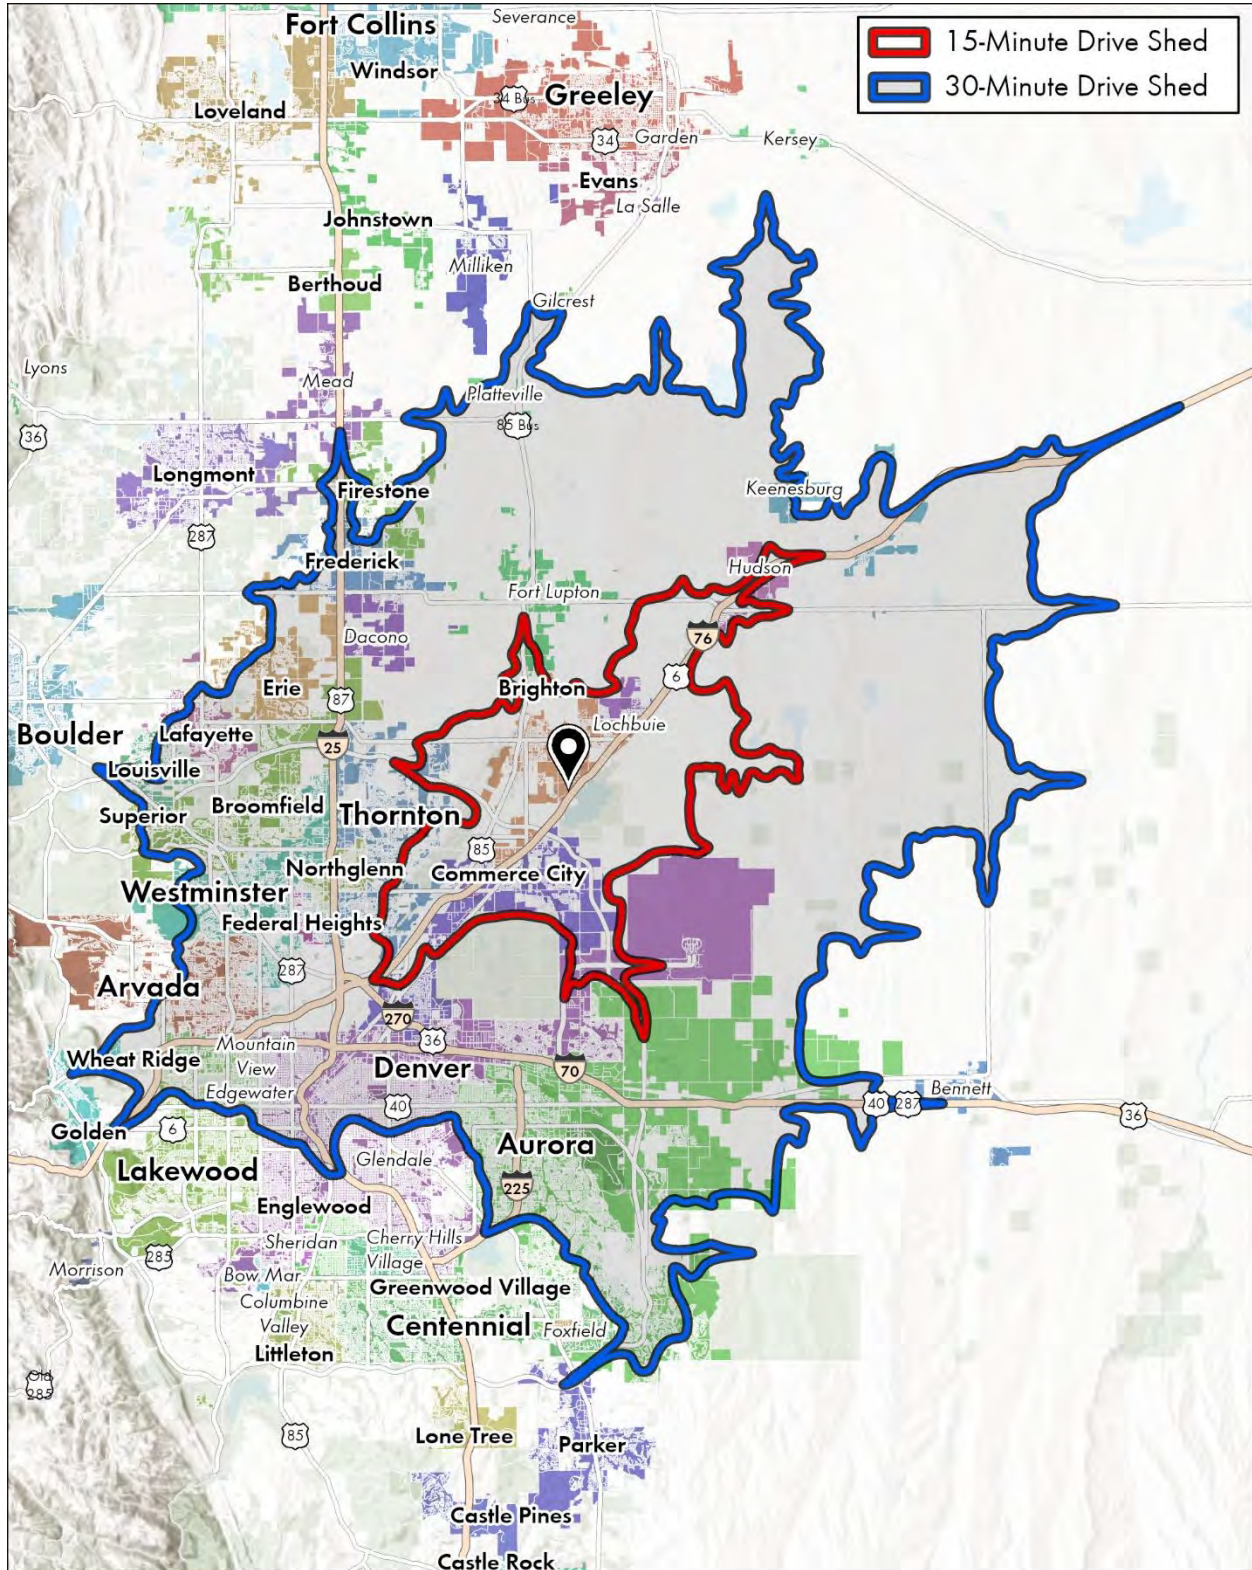 Fort Collins
Severance
15-Minute Drive Shed
30-Minute Drive Shed
Windsor
Loveland
34 Bus
Greeley
34
Garden
Kersey
Evans
La Salle
Johnstown
Milliken
Berthoud
Gilcrest
Lyons
Mead
Platteville
36
85 Bus
Longmont
Firestone
Keenesburg
287
Frederick
Hudson
Fort Lupton
Dacono
76
Erie
87
Brighton
6
Lochbuie
Boulder
Lafayette
25
Louisville
Superior
Broomfield
Thornton
85
Northglenn
Commerce City
Westminster
Federal Heights
287
Arvada
270
36
Wheat Ridge
Mountain
View
Denver
70
Edgewater
40
40
287
Bennett
36
Golden
6
Aurora
Lakewood
Glendale
225
Englewood
Sheridan
Cherry Hills
Village
285
Morrison
Bow Mar
Greenwood Village
Columbine
Valley
Centennial
Foxfield
Littleton
Old
285
85
Lone Tree
Parker
Castle Pines
Castle Rock